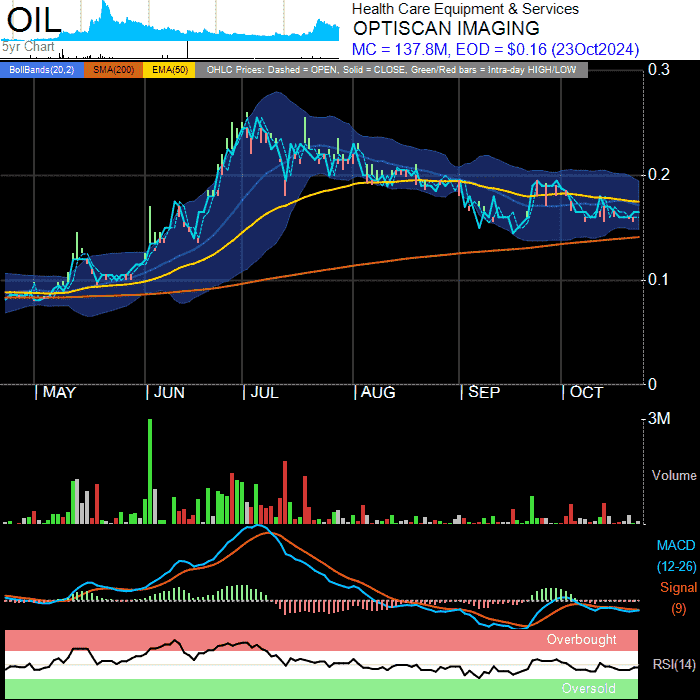 OIL
5yr Chart
Health Care Equipment & Services
OPTISCAN IMAGING
MC = 137.8M, EOD = $0.16 (23Oct2024)
BollBands(20,2) SMA(200) EMA(50) OHLC Prices: Dashed = OPEN, Solid = CLOSE, Green/Red bars = Intra-day HIGH/LOW
0.3
0.2
0.1
0
| MAY | JUN | JUL | AUG | SEP | OCT
3M
Volume
MACD
(12-26)
Signal
(9)
Overbought
RSI(14)
Oversold